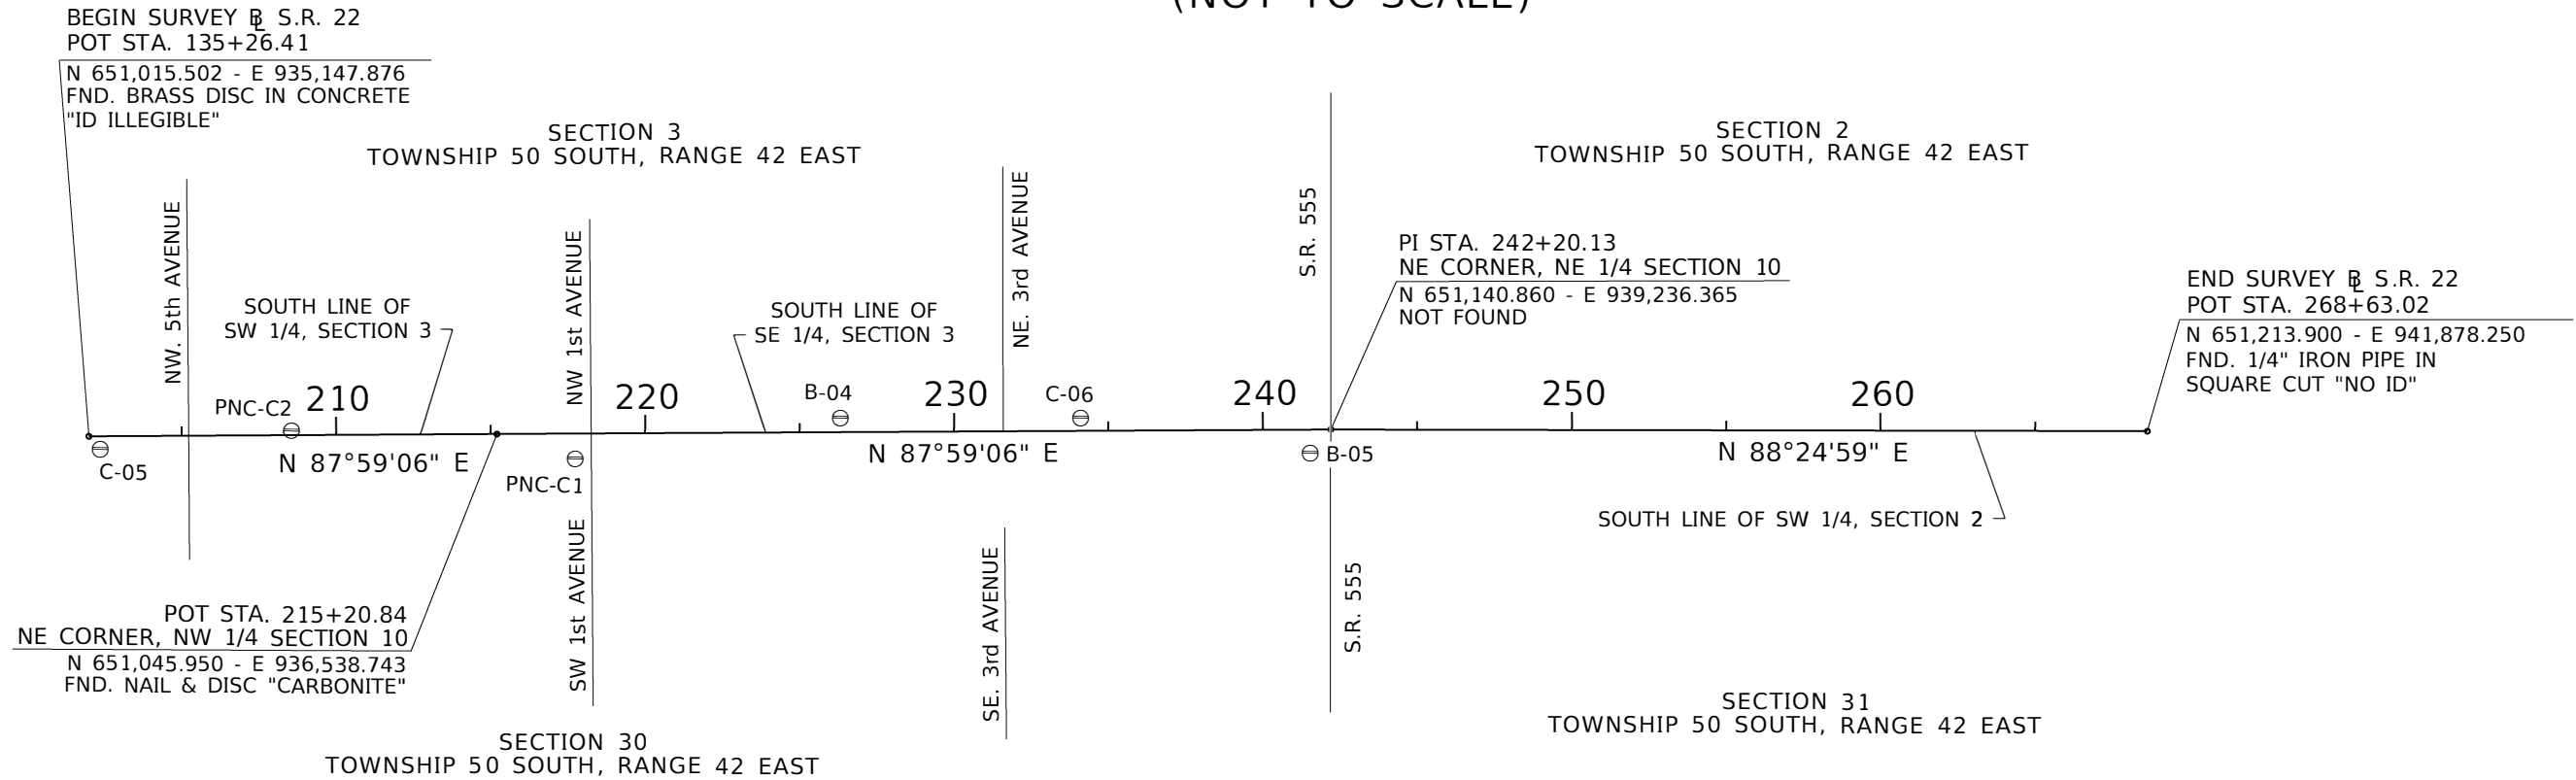 (NOT TO SCALE)
BEGIN SURVEY BL S.R. 22
POT STA. 135+26.41
N 651,015.502 - E 935,147.876
FND. BRASS DISC IN CONCRETE
"ID ILLEGIBLE"
SECTION 3
TOWNSHIP 50 SOUTH, RANGE 42 EAST
SECTION 2
TOWNSHIP 50 SOUTH, RANGE 42 EAST
NW. 5th AVENUE
NW 1st AVENUE
NE. 3rd AVENUE
S.R. 555
PI STA. 242+20.13
NE CORNER, NE 1/4 SECTION 10
N 651,140.860 - E 939,236.365
NOT FOUND
END SURVEY BL S.R. 22
POT STA. 268+63.02
N 651,213.900 - E 941,878.250
FND. 1/4" IRON PIPE IN
SQUARE CUT "NO ID"
SOUTH LINE OF
SW 1/4, SECTION 3
SOUTH LINE OF
SE 1/4, SECTION 3
PNC-C2
210
220
B-04
230
C-06
240
250
260
C-05
N 87°59'06" E
PNC-C1
N 87°59'06" E
B-05
N 88°24'59" E
SOUTH LINE OF SW 1/4, SECTION 2
POT STA. 215+20.84
NE CORNER, NW 1/4 SECTION 10
N 651,045.950 - E 936,538.743
FND. NAIL & DISC "CARBONITE"
SW 1st AVENUE
SE. 3rd AVENUE
S.R. 555
SECTION 30
TOWNSHIP 50 SOUTH, RANGE 42 EAST
SECTION 31
TOWNSHIP 50 SOUTH, RANGE 42 EAST